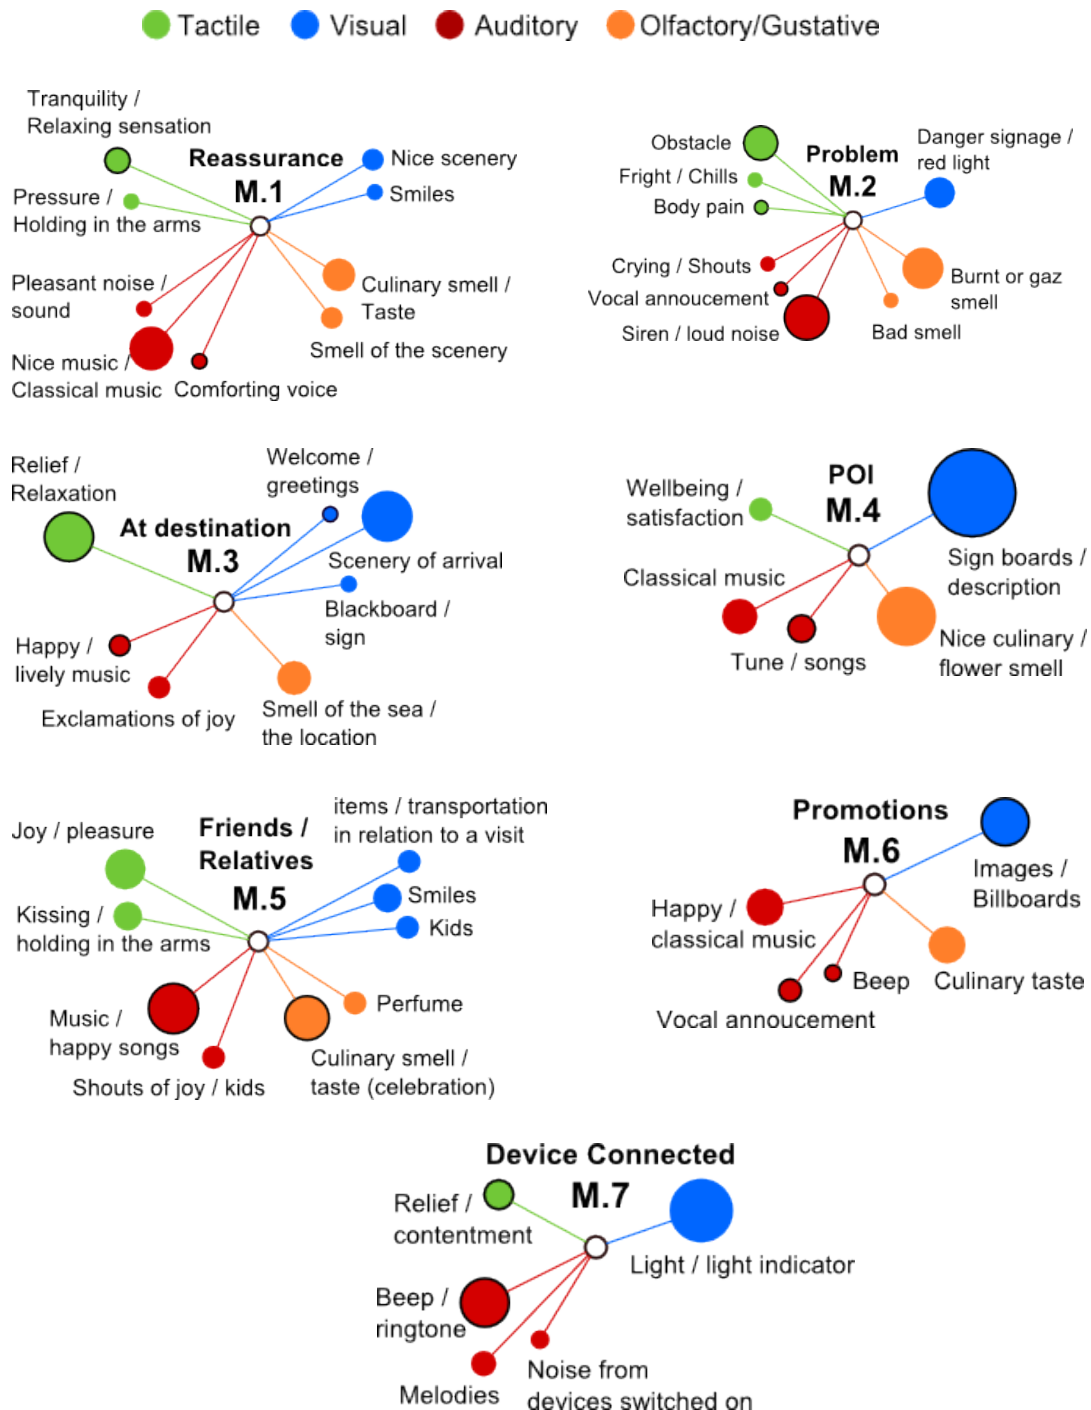 Tactile Visual Auditory Olfactory/Gustative
Tranquility /
Relaxing sensation
Reassurance
M.1
Nice scenery
Smiles
Pressure /
Holding in the arms
Pleasant noise /
sound
Culinary smell /
Taste
Smell of the scenery
Nice music /
Classical music
Comforting voice
Obstacle
Problem
M.2
Danger signage /
red light
Fright / Chills
Body pain
Crying / Shouts
Vocal annoucement
Siren / loud noise
Burnt or gaz
smell
Bad smell
Relief /
Relaxation
At destination
M.3
Welcome /
greetings
Scenery of arrival
Blackboard /
sign
Happy /
lively music
Exclamations of joy
Smell of the sea /
the location
Wellbeing /
satisfaction
POI
M.4
Sign boards /
description
Classical music
Tune / songs
Nice culinary /
flower smell
Joy / pleasure
Friends /
Relatives
M.5
items / transportation
in relation to a visit
Smiles
Kids
Kissing /
holding in the arms
Music /
happy songs
Shouts of joy / kids
Perfume
Culinary smell /
taste (celebration)
Promotions
M.6
Images /
Billboards
Happy /
classical music
Beep
Vocal annoucement
Culinary taste
Device Connected
M.7
Relief /
contentment
Light / light indicator
Beep /
ringtone
Melodies
Noise from
devices switched on